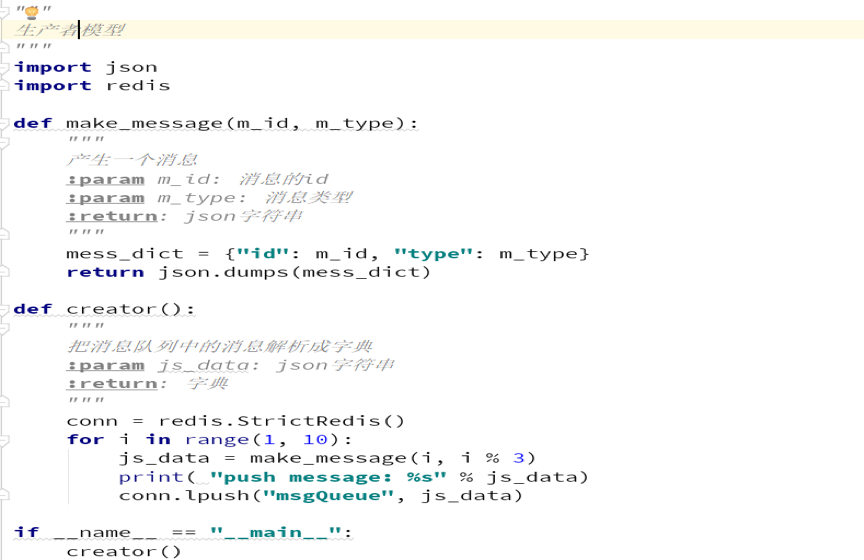 """
生产者模型
"""
import json
import redis
def make_message(m_id, m_type):
"""
产生一个消息
:param m_id: 消息的id
:param m_type: 消息类型
:return: json字符串
"""
mess_dict = {"id": m_id, "type": m_type}
return json.dumps(mess_dict)
def creator():
"""
把消息队列中的消息解析成字典
:param js_data: json字符串
:return: 字典
"""
conn = redis.StrictRedis()
for i in range(1, 10):
js_data = make_message(i, i % 3)
print( "push message: %s" % js_data)
conn.lpush("msgQueue", js_data)
if __name__ == "__main__":
creator()